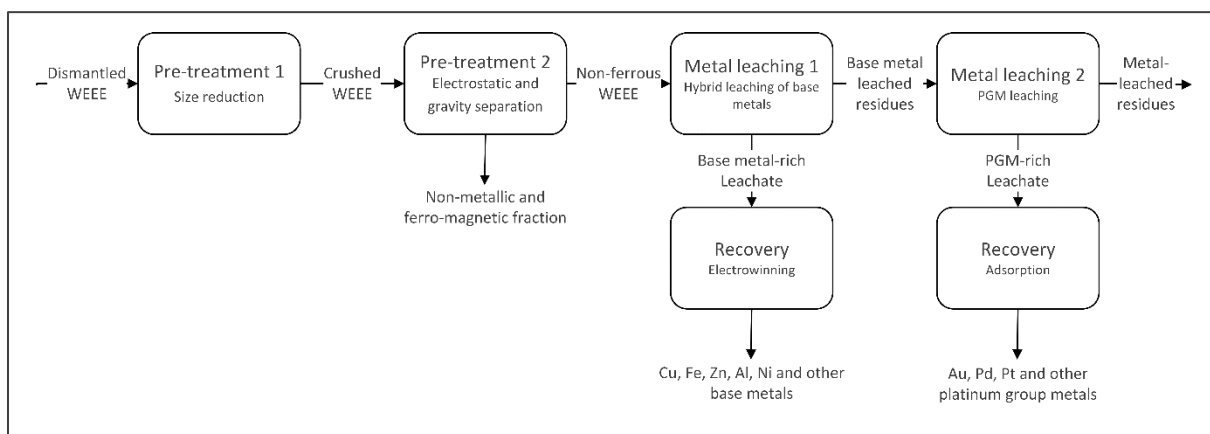 Dismantled
WEEE
Pre-treatment 1
Size reduction
Crushed
WEEE
Pre-treatment 2
Electrostatic and
gravity separation
Non-ferrous
WEEE
Metal leaching 1
Hybrid leaching of base
metals
Base metal
leached
residues
Metal leaching 2
PGM leaching
Metal-
leached
residues
Non-metallic and
ferro-magnetic fraction
Base metal-rich
Leachate
PGM-rich
Leachate
Recovery
Electrowinning
Recovery
Adsorption
Cu, Fe, Zn, Al, Ni and other
base metals
Au, Pd, Pt and other
platinum group metals